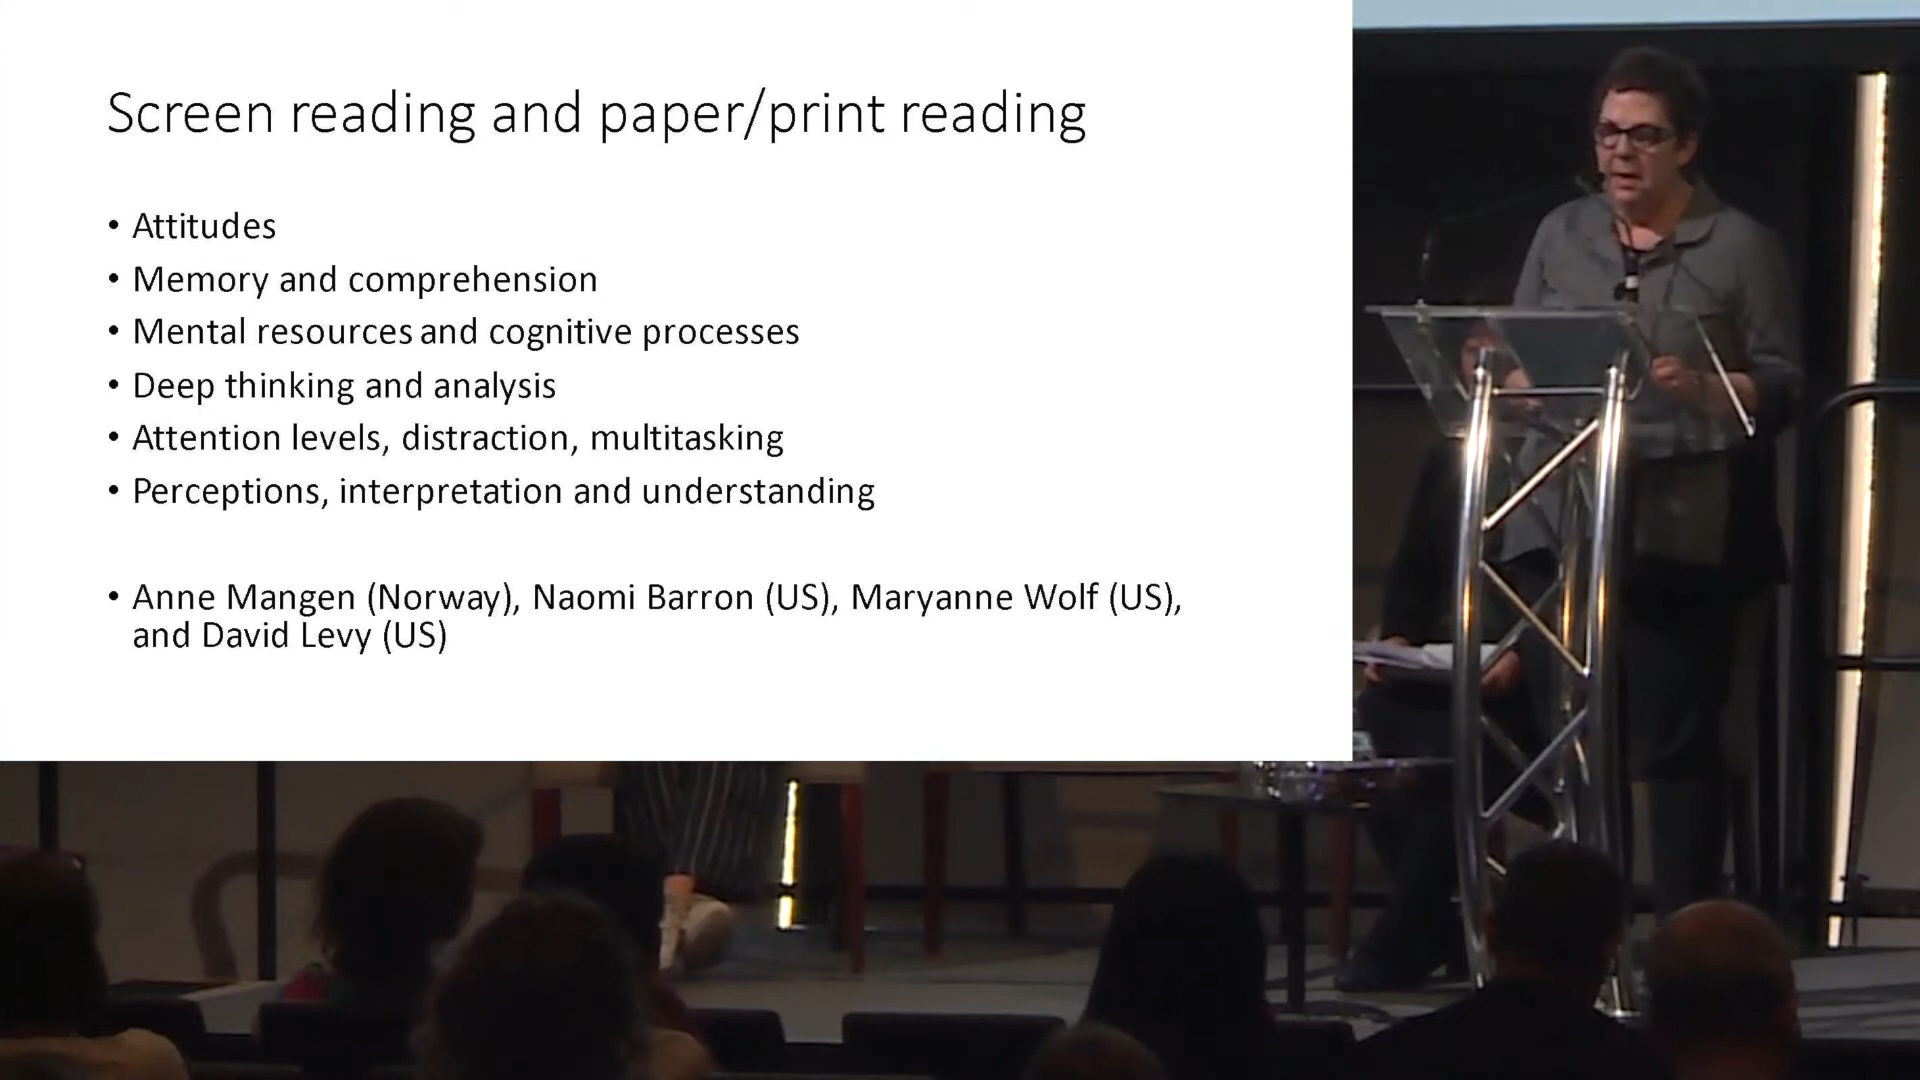 Screen reading and paper/print reading
• Attitudes
• Memory and comprehension
• Mental resources and cognitive processes
• Deep thinking and analysis
• Attention levels, distraction, multitasking
• Perceptions, interpretation and understanding
• Anne Mangen (Norway), Naomi Barron (US), Maryanne Wolf (US),
and David Levy (US)